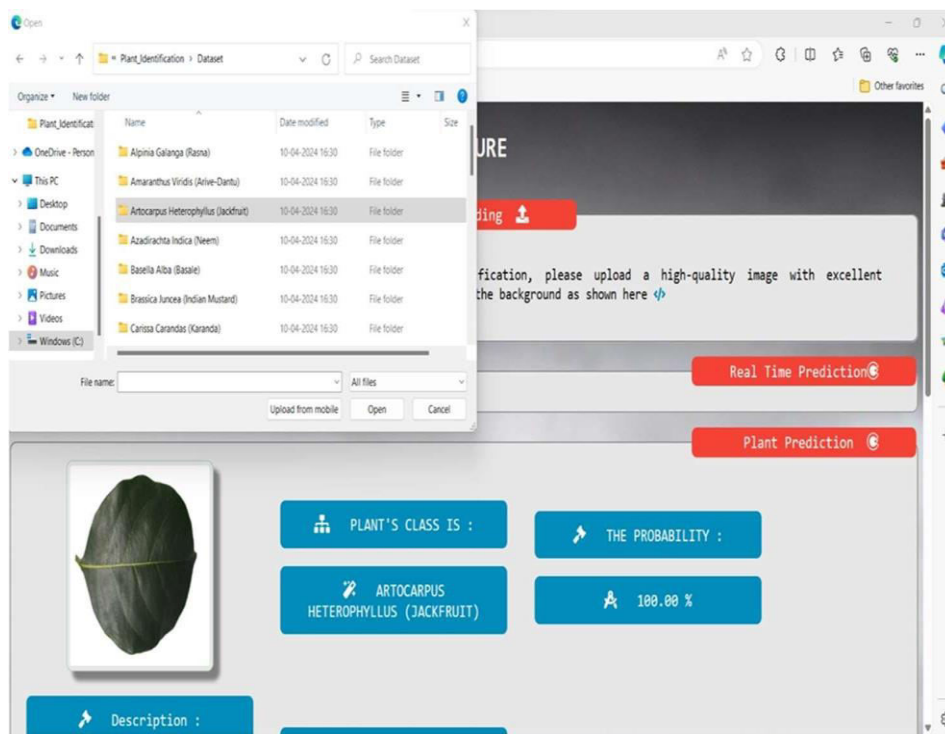 Open
Plant_Identification > Dataset
Search Dataset
Organize
New folder
Name
Date modified
Type
Size
Plant_Identificat
OneDrive - Person
This PC
Desktop
Documents
Downloads
Music
Pictures
Videos
Windows (C:)
Alpinia Galanga (Rasna)
10-04-2024 16:30
File folder
Amaranthus Viridis (Arive-Dantu)
10-04-2024 16:30
File folder
Artocarpus Heterophyllus (Jackfruit)
10-04-2024 16:30
File folder
Azadirachta Indica (Neem)
10-04-2024 16:30
File folder
Basella Alba (Basale)
10-04-2024 16:30
File folder
Brassica Juncea (Indian Mustard)
10-04-2024 16:30
File folder
Carissa Carandas (Karanda)
10-04-2024 16:30
File folder
File name:
All files
Upload from mobile
Open
Cancel
Other favorites
URE
ding
fication, please upload a high-quality image with excellent
the background as shown here </>
Real Time Prediction
Plant Prediction
PLANT'S CLASS IS :
THE PROBABILITY :
ARTOCARPUS
HETEROPHYLLUS (JACKFRUIT)
100.00 %
Description :